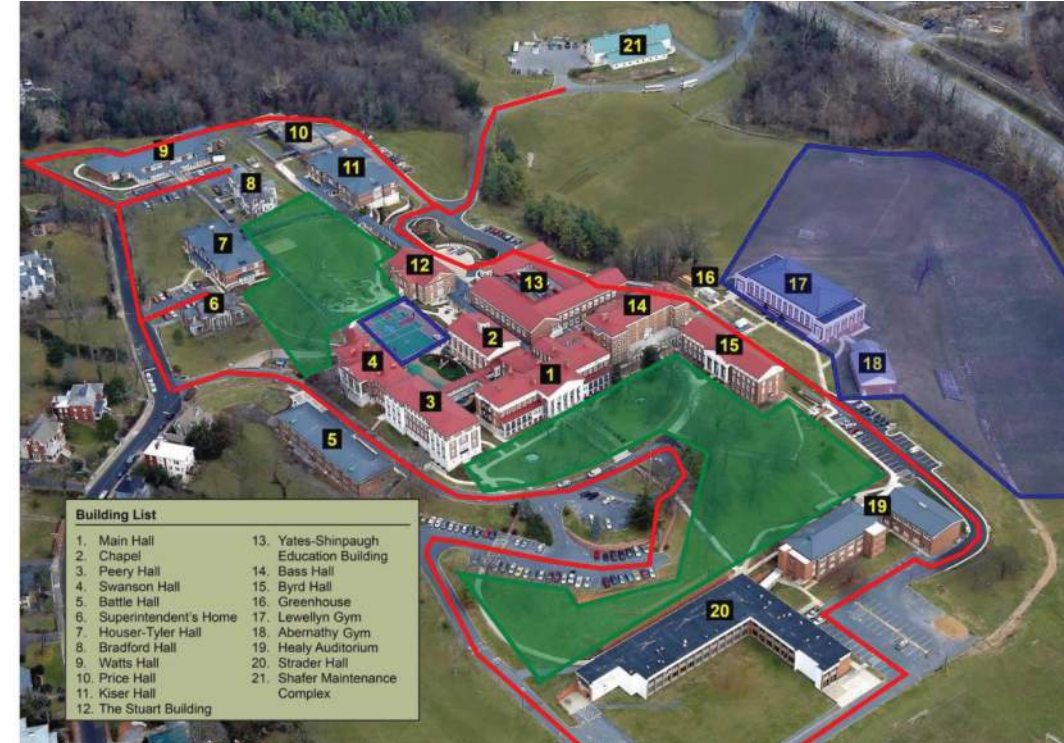 21
10
9
11
8
7
12
13
16
17
6
14
2
15
18
4
1
3
5
19
20
Building List
1. Main Hall
2. Chapel
3. Peery Hall
4. Swanson Hall
5. Battle Hall
6. Superintendent's Home
7. Houser-Tyler Hall
8. Bradford Hall
9. Watts Hall
10. Price Hall
11. Kiser Hall
12. The Stuart Building
13. Yates-Shinpaugh
Education Building
14. Bass Hall
15. Byrd Hall
16. Greenhouse
17. Lewellyn Gym
18. Abernathy Gym
19. Healy Auditorium
20. Strader Hall
21. Shafer Maintenance
Complex